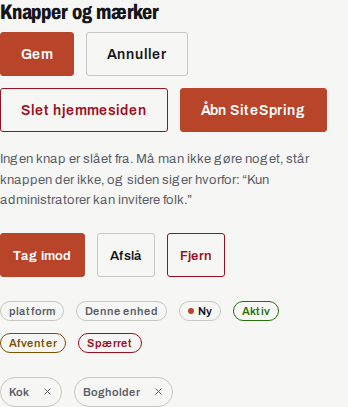 Knapper og mærker
Gem Annuller
Slet hjemmesiden Åbn SiteSpring
Ingen knap er slået fra. Må man ikke gøre noget, står
knappen der ikke, og siden siger hvorfor: “Kun
administratorer kan invitere folk.”
Tag imod Afslå Fjern
platform Denne enhed Ny Aktiv
Afventer Spærret
Kok × Bogholder ×